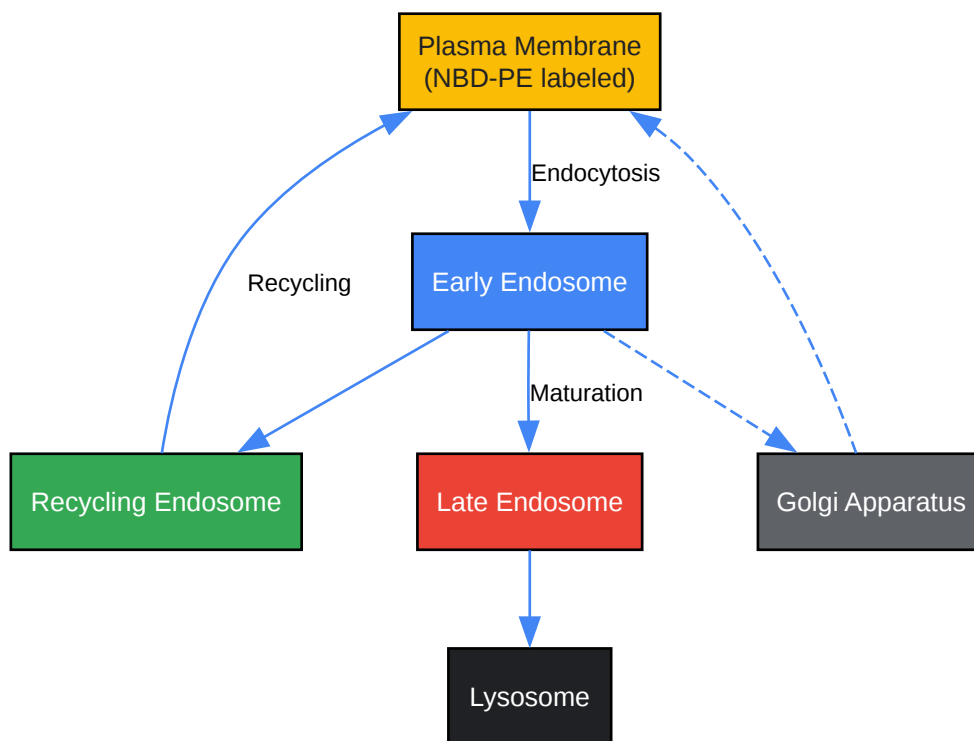 Plasma Membrane
(NBD-PE labeled)
Endocytosis
Recycling
Early Endosome
Maturation
Recycling Endosome
Late Endosome
Golgi Apparatus
Lysosome